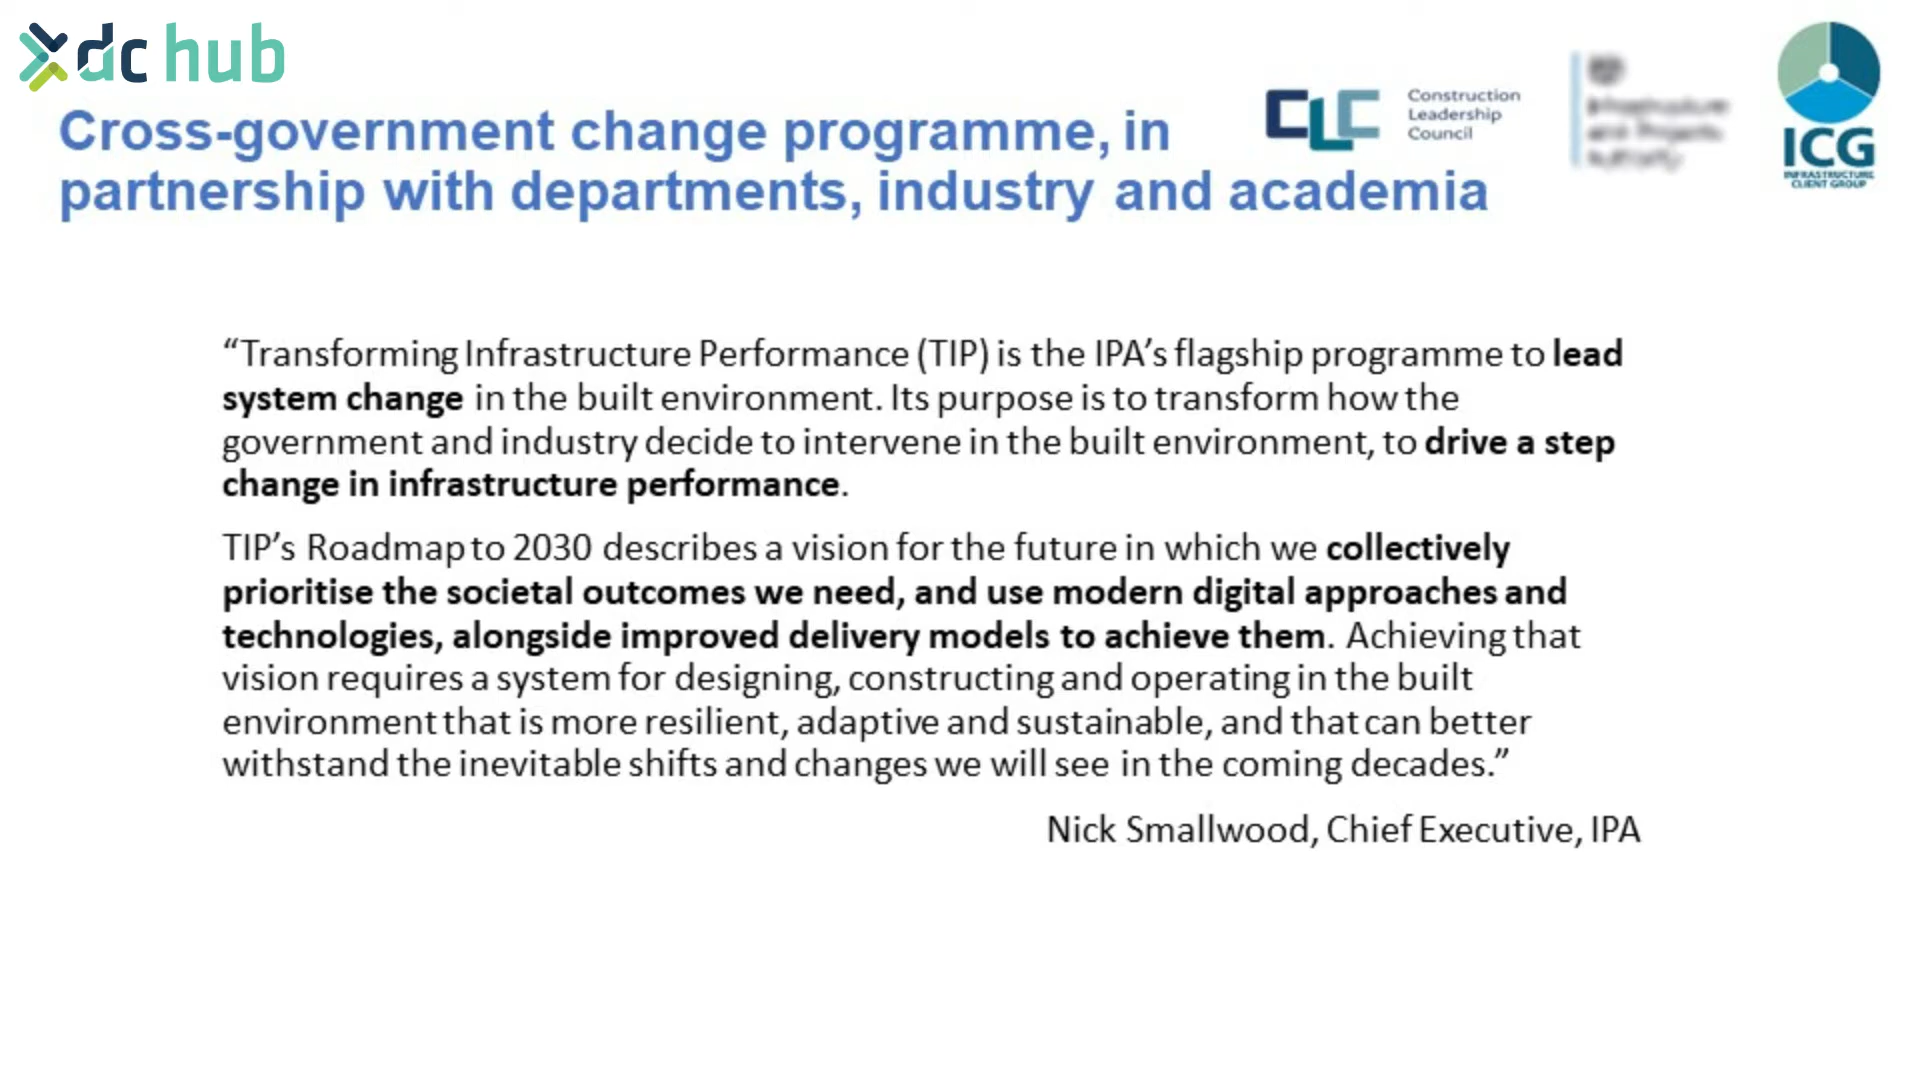 dc hub
Cross-government change programme, in
partnership with departments, industry and academia
Construction
Leadership
Council
CLC
ICG
INFRASTRUCTURE
CLIENT GROUP
“Transforming Infrastructure Performance (TIP) is the IPA’s flagship programme to lead
system change in the built environment. Its purpose is to transform how the
government and industry decide to intervene in the built environment, to drive a step
change in infrastructure performance.
TIP’s Roadmap to 2030 describes a vision for the future in which we collectively
prioritise the societal outcomes we need, and use modern digital approaches and
technologies, alongside improved delivery models to achieve them. Achieving that
vision requires a system for designing, constructing and operating in the built
environment that is more resilient, adaptive and sustainable, and that can better
withstand the inevitable shifts and changes we will see in the coming decades.”
Nick Smallwood, Chief Executive, IPA